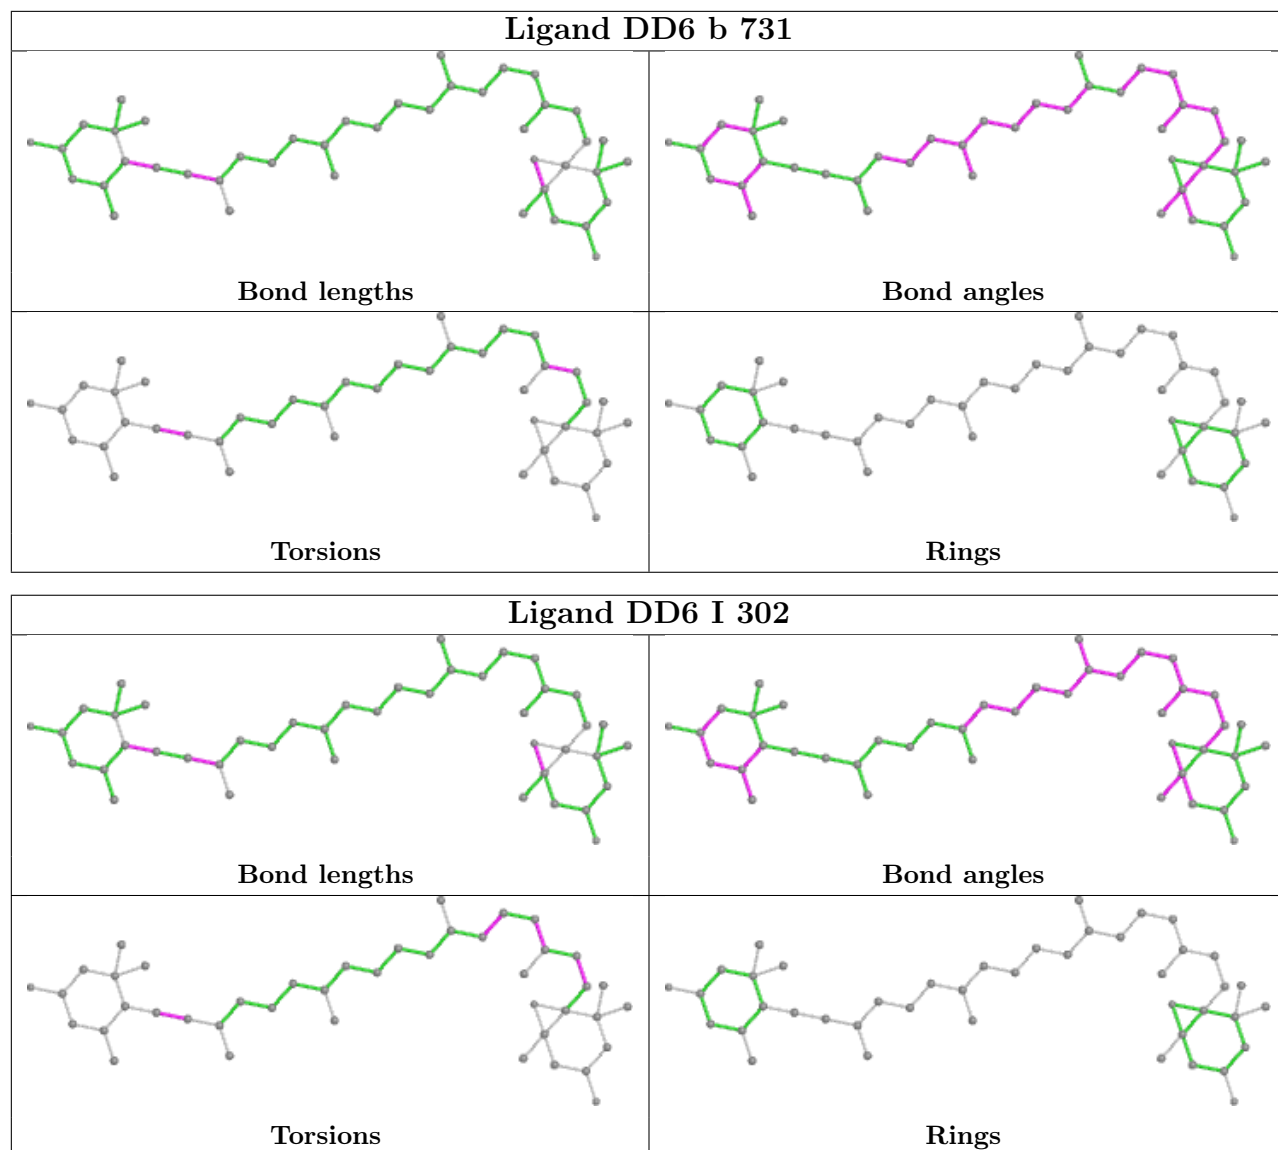 Ligand DD6 b 731
Bond lengths
Bond angles
Torsions
Rings
Ligand DD6 I 302
Bond lengths
Bond angles
Torsions
Rings